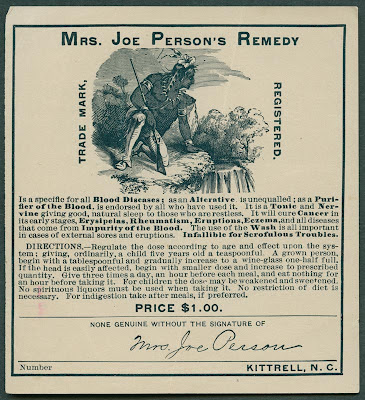 MRS. JOE PERSON'S REMEDY
TRADE MARK,
REGISTERED.
Is a specific for all Blood Diseases; as an Alterative is unequalled; as a Puri-
fier of the Blood, is endorsed by all who have used it. It is a Tonic and Ner-
vine giving good, natural sleep to those who are restless. It will cure Cancer in
its early stages, Erysipelas, Rheumatism, Eruptions, Eczema, and all diseases
that come from Impurity of the Blood. The use of the Wash is all important
in cases of external sores and eruptions. Infallible for Scrofulous Troubles.
DIRECTIONS.—Regulate the dose according to age and effect upon the sys-
tem; giving, ordinarily, a child five years old a teaspoonful. A grown person,
begin with a tablespoonful and gradually increase to a wine-glass one-half full.
If the head is easily affected, begin with smaller dose and increase to prescribed
quantity. Give three times a day, an hour before each meal, and eat nothing for
an hour before taking it. For children the dose may be weakened and sweetened.
No spirituous liquors must be used when taking it. No restriction of diet is
necessary. For indigestion take after meals, if preferred.
PRICE $1.00.
NONE GENUINE WITHOUT THE SIGNATURE OF
Mrs. Joe Person
Number
KITTRELL, N. C.